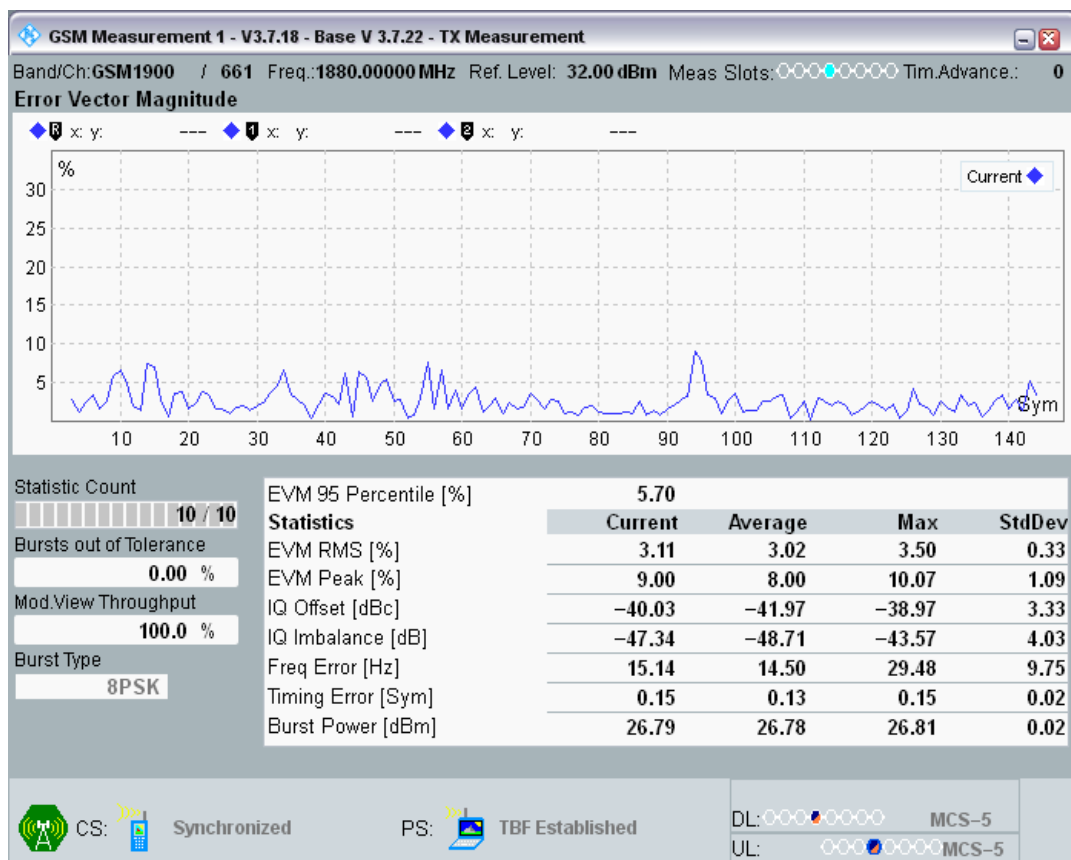 GSM Measurement 1 - V3.7.18 - Base V 3.7.22 - TX Measurement
Band/Ch:GSM1900 / 661 Freq.:1880.00000 MHz Ref. Level: 32.00 dBm Meas Slots: Tim.Advance.: 0
Error Vector Magnitude
R x: y: --- 1 x: y: --- 2 x: y: ---
%
Current
30
25
20
15
10
5
Sym
10 20 30 40 50 60 70 80 90 100 110 120 130 140
Statistic Count
10 / 10
Bursts out of Tolerance
0.00 %
Mod.View Throughput
100.0 %
Burst Type
8PSK
EVM 95 Percentile [%] 5.70
Statistics Current Average Max StdDev
EVM RMS [%] 3.11 3.02 3.50 0.33
EVM Peak [%] 9.00 8.00 10.07 1.09
IQ Offset [dBc] −40.03 −41.97 −38.97 3.33
IQ Imbalance [dB] −47.34 −48.71 −43.57 4.03
Freq Error [Hz] 15.14 14.50 29.48 9.75
Timing Error [Sym] 0.15 0.13 0.15 0.02
Burst Power [dBm] 26.79 26.78 26.81 0.02
CS: Synchronized PS: TBF Established
DL: MCS−5
UL: MCS−5